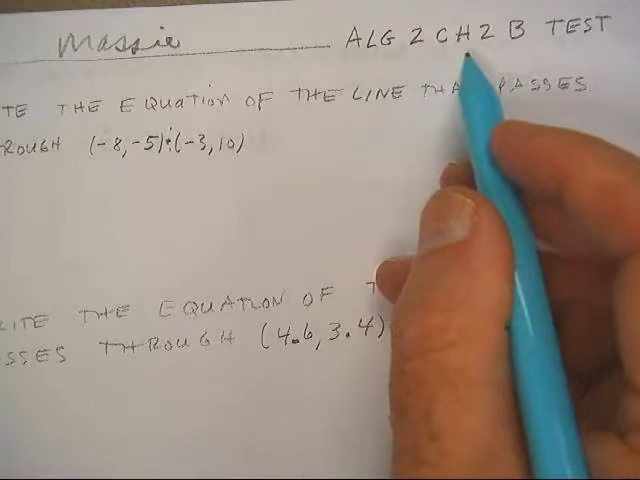 Massie ALG 2 CH 2 B TEST
TE THE EQUATION OF THE LINE THA PASSES
ROUGH (-8,-5) & (-3,10)
ITE THE EQUATION OF T
SSES THROUGH (4.6, 3.4)